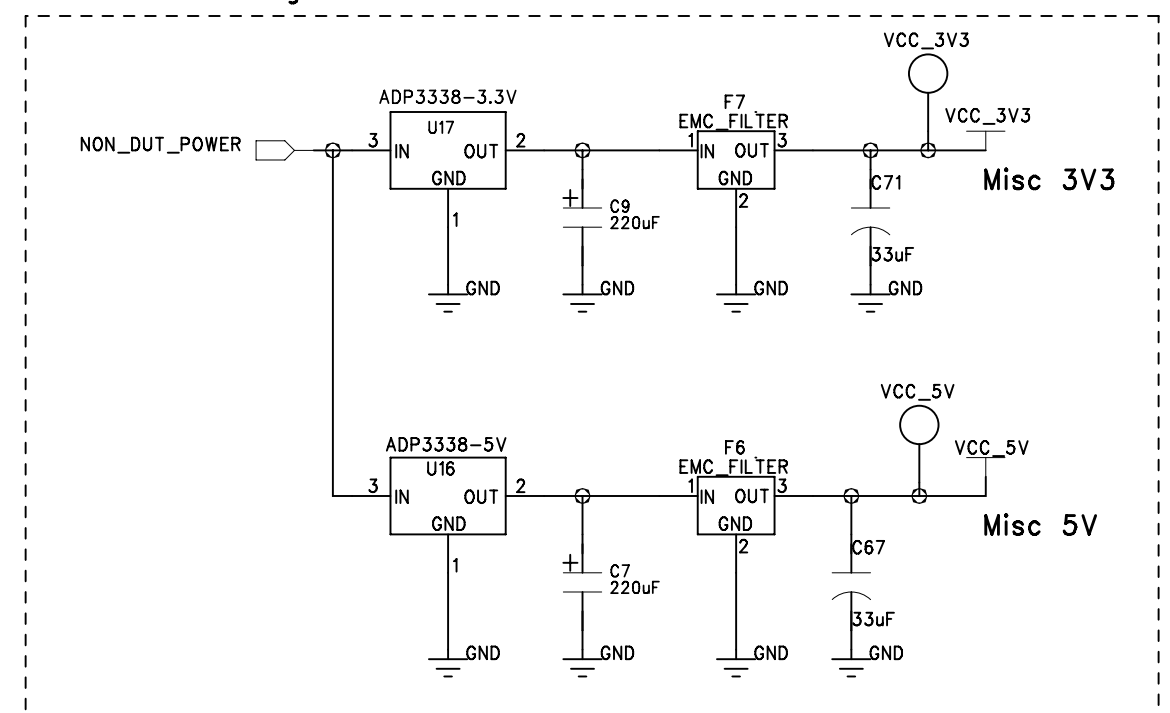 VCC_3V3
ADP3338-3.3V
F7
EMC_FILTER
VCC_3V3
NON_DUT_POWER
3
IN
U17
OUT
GND
2
1
1
IN
OUT
GND
3
2
Misc 3V3
+
C9
220uF
C71
33uF
GND
GND
GND
GND
VCC_5V
ADP3338-5V
F6
EMC_FILTER
VCC_5V
3
IN
U16
OUT
GND
2
1
1
IN
OUT
GND
3
2
Misc 5V
+
C7
220uF
C67
33uF
GND
GND
GND
GND